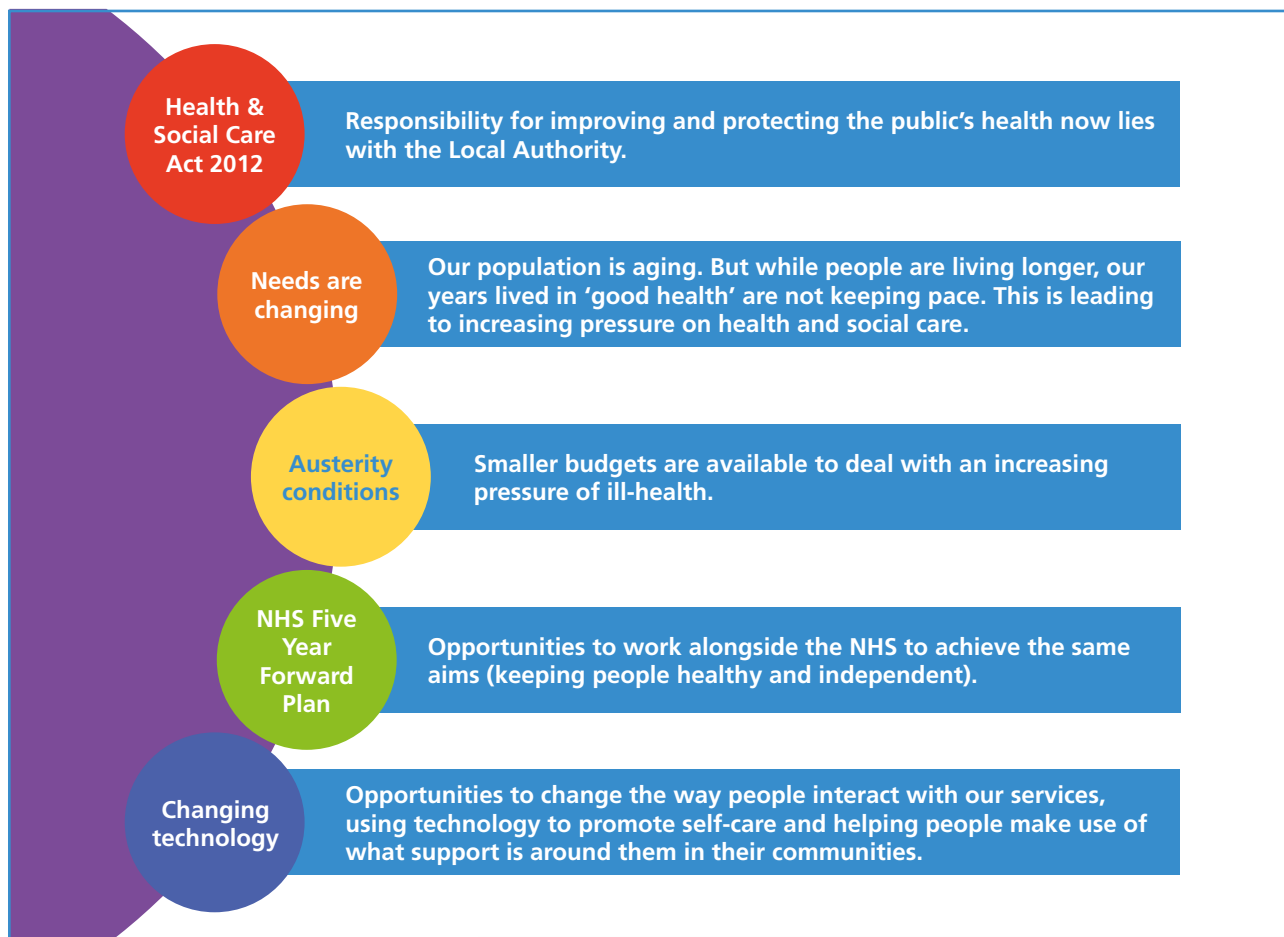 Health &
Social Care
Act 2012
Responsibility for improving and protecting the public’s health now lies
with the Local Authority.
Needs are
changing
Our population is aging. But while people are living longer, our
years lived in ‘good health’ are not keeping pace. This is leading
to increasing pressure on health and social care.
Austerity
conditions
Smaller budgets are available to deal with an increasing
pressure of ill-health.
NHS Five
Year
Forward
Plan
Opportunities to work alongside the NHS to achieve the same
aims (keeping people healthy and independent).
Changing
technology
Opportunities to change the way people interact with our services,
using technology to promote self-care and helping people make use of
what support is around them in their communities.